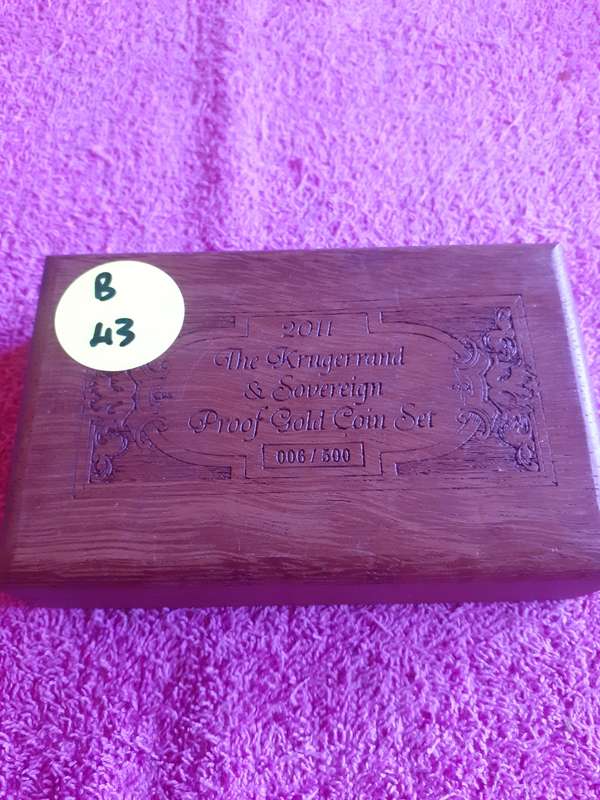 B
43
2011
The Krugerrand
& Sovereign
Proof Gold Coin Set
006 / 500